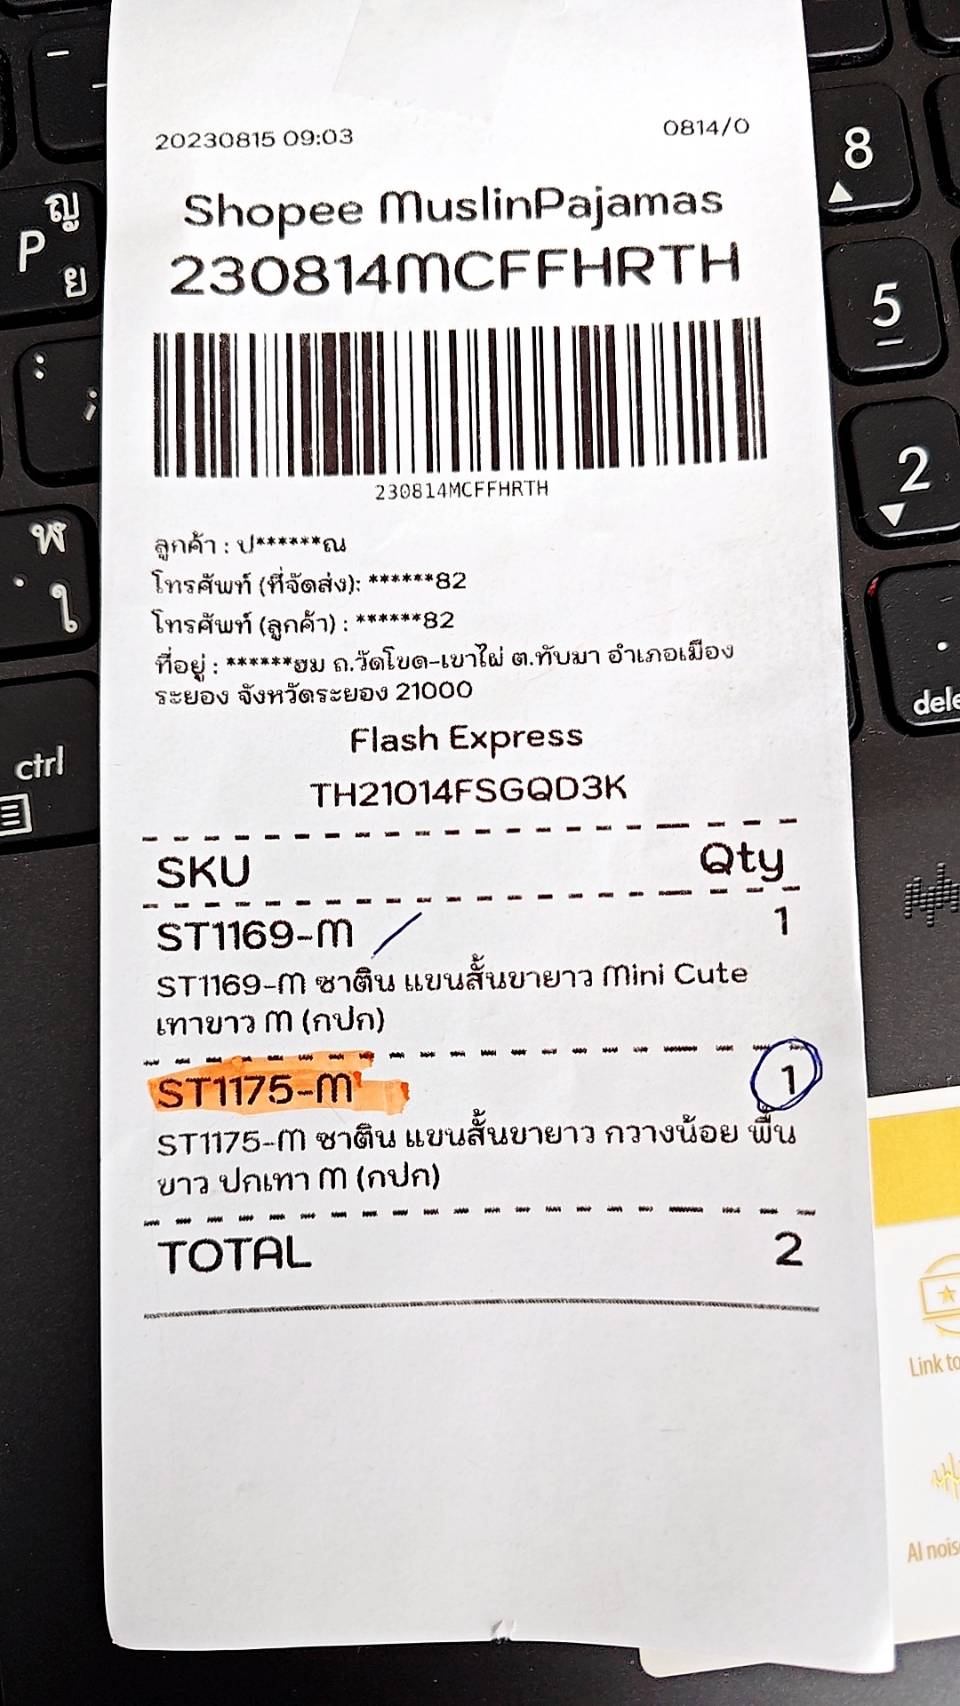 20230815 09:03
0814/0
Shopee MuslinPajamas
230814MCFFHRTH
230814MCFFHRTH
ลูกค้า : ป******ณ
โทรศัพท์ (ที่จัดส่ง): ******82
โทรศัพท์ (ลูกค้า) : ******82
ที่อยู่ : ******ฮม ถ.วัดโขด-เขาไผ่ ต.ทับมา อำเภอเมือง
ระยอง จังหวัดระยอง 21000
Flash Express
TH21014FSGQD3K
SKU Qty
ST1169-M 1
ST1169-M ซาติน แขนสั้นขายาว Mini Cute
เทาขาว M (กปก)
ST1175-M 1
ST1175-M ซาติน แขนสั้นขายาว กวางน้อย พื้น
ขาว ปกเทา M (กปก)
TOTAL 2
P
ญ
ย
ฬ
ใ
ctrl
8
5
2
.
dele
Link to
AI nois